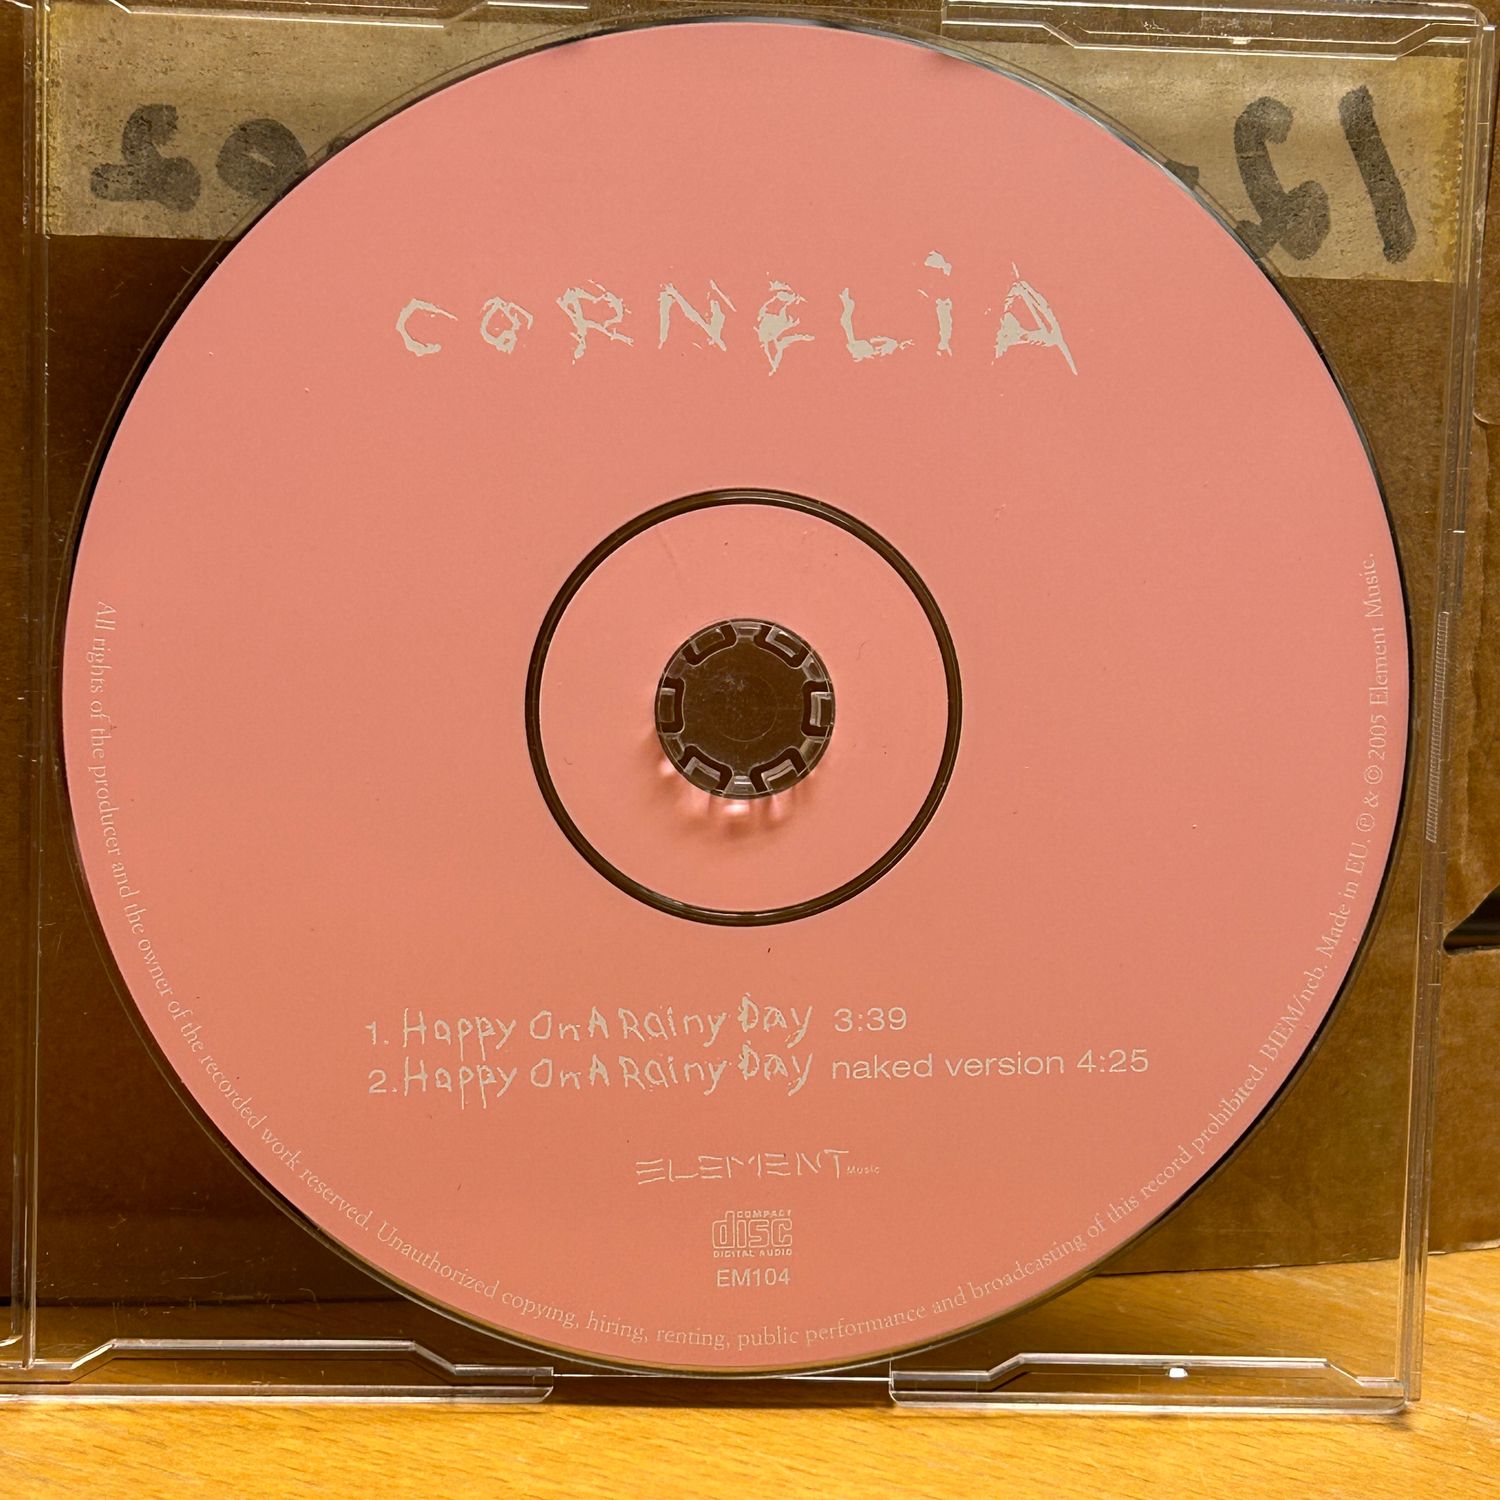 CORNELiA
1. Happy On A Rainy Day 3:39
2. Happy On A Rainy Day naked version 4:25
ELEMENT Music
COMPACT
disc
DIGITAL AUDIO
EM104
All rights of the producer and the owner of the recorded work reserved. Unauthorized copying, hiring, renting, public performance and broadcasting of this record prohibited. BIEM/ncb. Made in EU. ℗ & © 2005 Element Music.